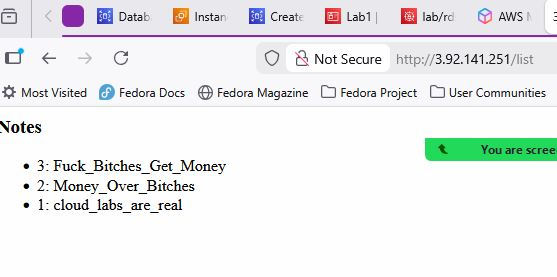 Datab
Instan
Create
Lab1 |
lab/rd
AWS
Not Secure
http://3.92.141.251/list
Most Visited
Fedora Docs
Fedora Magazine
Fedora Project
User Communities
You are scree
Notes
3: Fuck_Bitches_Get_Money
2: Money_Over_Bitches
1: cloud_labs_are_real